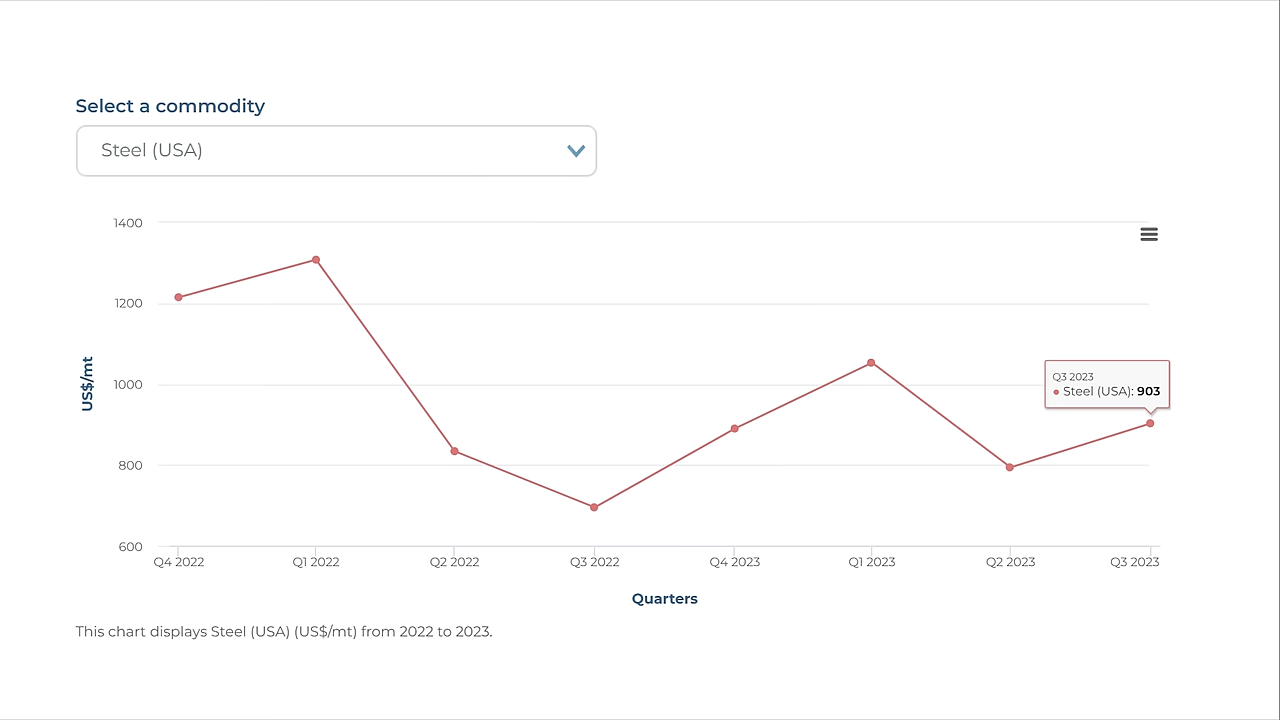 Select a commodity
Steel (USA)
1400
1200
1000
800
600
US$/mt
Q3 2023
Steel (USA): 903
Q4 2022 Q1 2022 Q2 2022 Q3 2022 Q4 2023 Q1 2023 Q2 2023 Q3 2023
Quarters
This chart displays Steel (USA) (US$/mt) from 2022 to 2023.